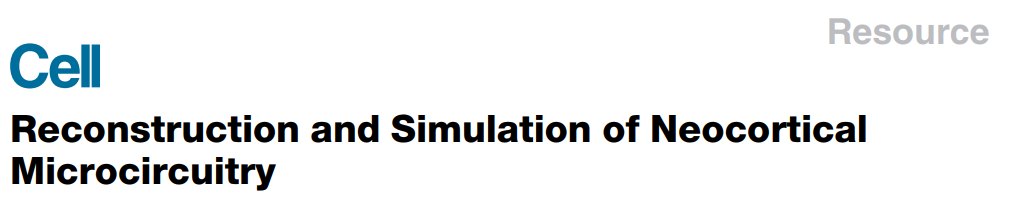 Resource
Cell
Reconstruction and Simulation of Neocortical
Microcircuitry